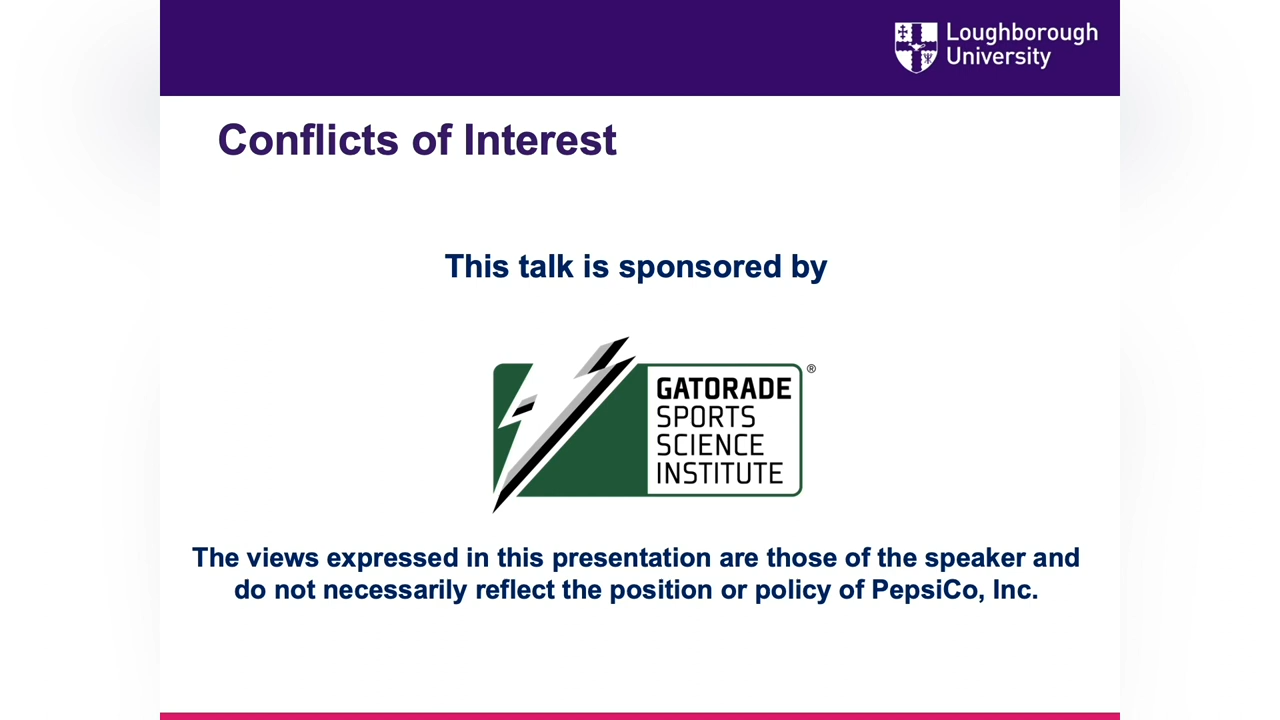 Loughborough
University
Conflicts of Interest
This talk is sponsored by
GATORADE
SPORTS
SCIENCE
INSTITUTE
®
The views expressed in this presentation are those of the speaker and
do not necessarily reflect the position or policy of PepsiCo, Inc.